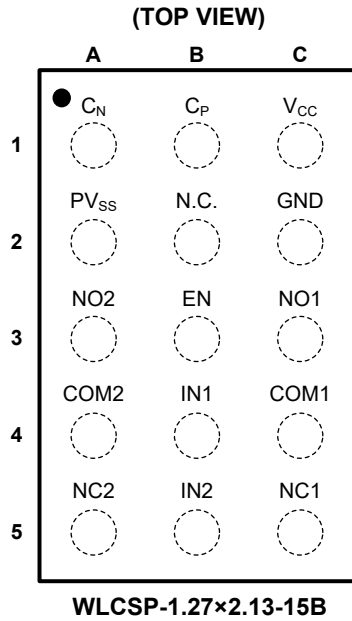 (TOP VIEW)
A B C
C_N C_P V_CC
1
PV_SS N.C. GND
2
NO2 EN NO1
3
COM2 IN1 COM1
4
NC2 IN2 NC1
5
WLCSP-1.27×2.13-15B